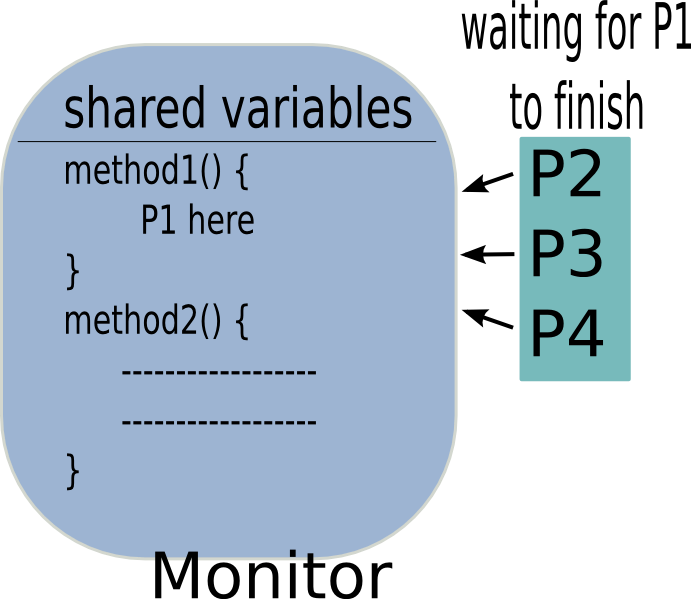 waiting for P1
to finish
shared variables
method1() {
P1 here
}
method2() {
------------------
------------------
}
P2
P3
P4
Monitor